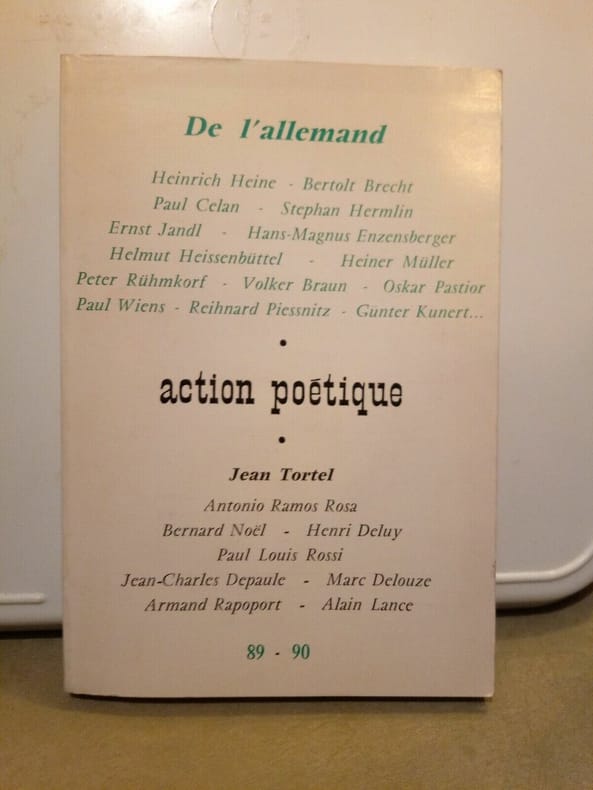 De l'allemand
Heinrich Heine - Bertolt Brecht
Paul Celan - Stephan Hermlin
Ernst Jandl - Hans-Magnus Enzensberger
Helmut Heissenbüttel - Heiner Müller
Peter Rühmkorf - Volker Braun - Oskar Pastior
Paul Wiens - Reihnard Piessnitz - Günter Kunert...
•
action poétique
•
Jean Tortel
Antonio Ramos Rosa
Bernard Noël - Henri Deluy
Paul Louis Rossi
Jean-Charles Depaule - Marc Delouze
Armand Rapoport - Alain Lance
89 - 90